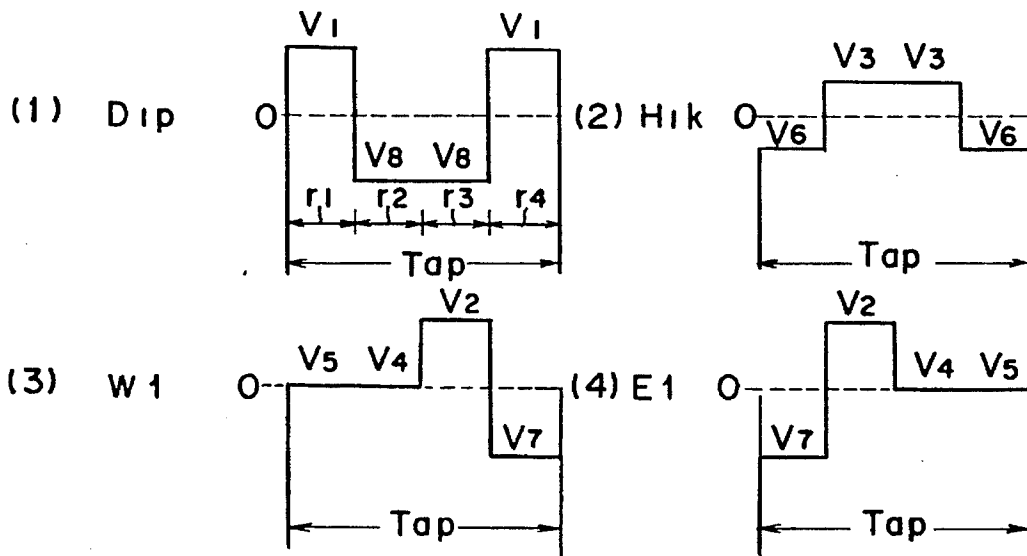 V1 V1
V3 V3
(1) Dip O (2) Hik O
V6 V6
V8 V8
r1 r2 r3 r4
Tap Tap
V2 V2
V5 V4 V4 V5
(3) W1 O (4) E1 O
V7 V7
Tap Tap